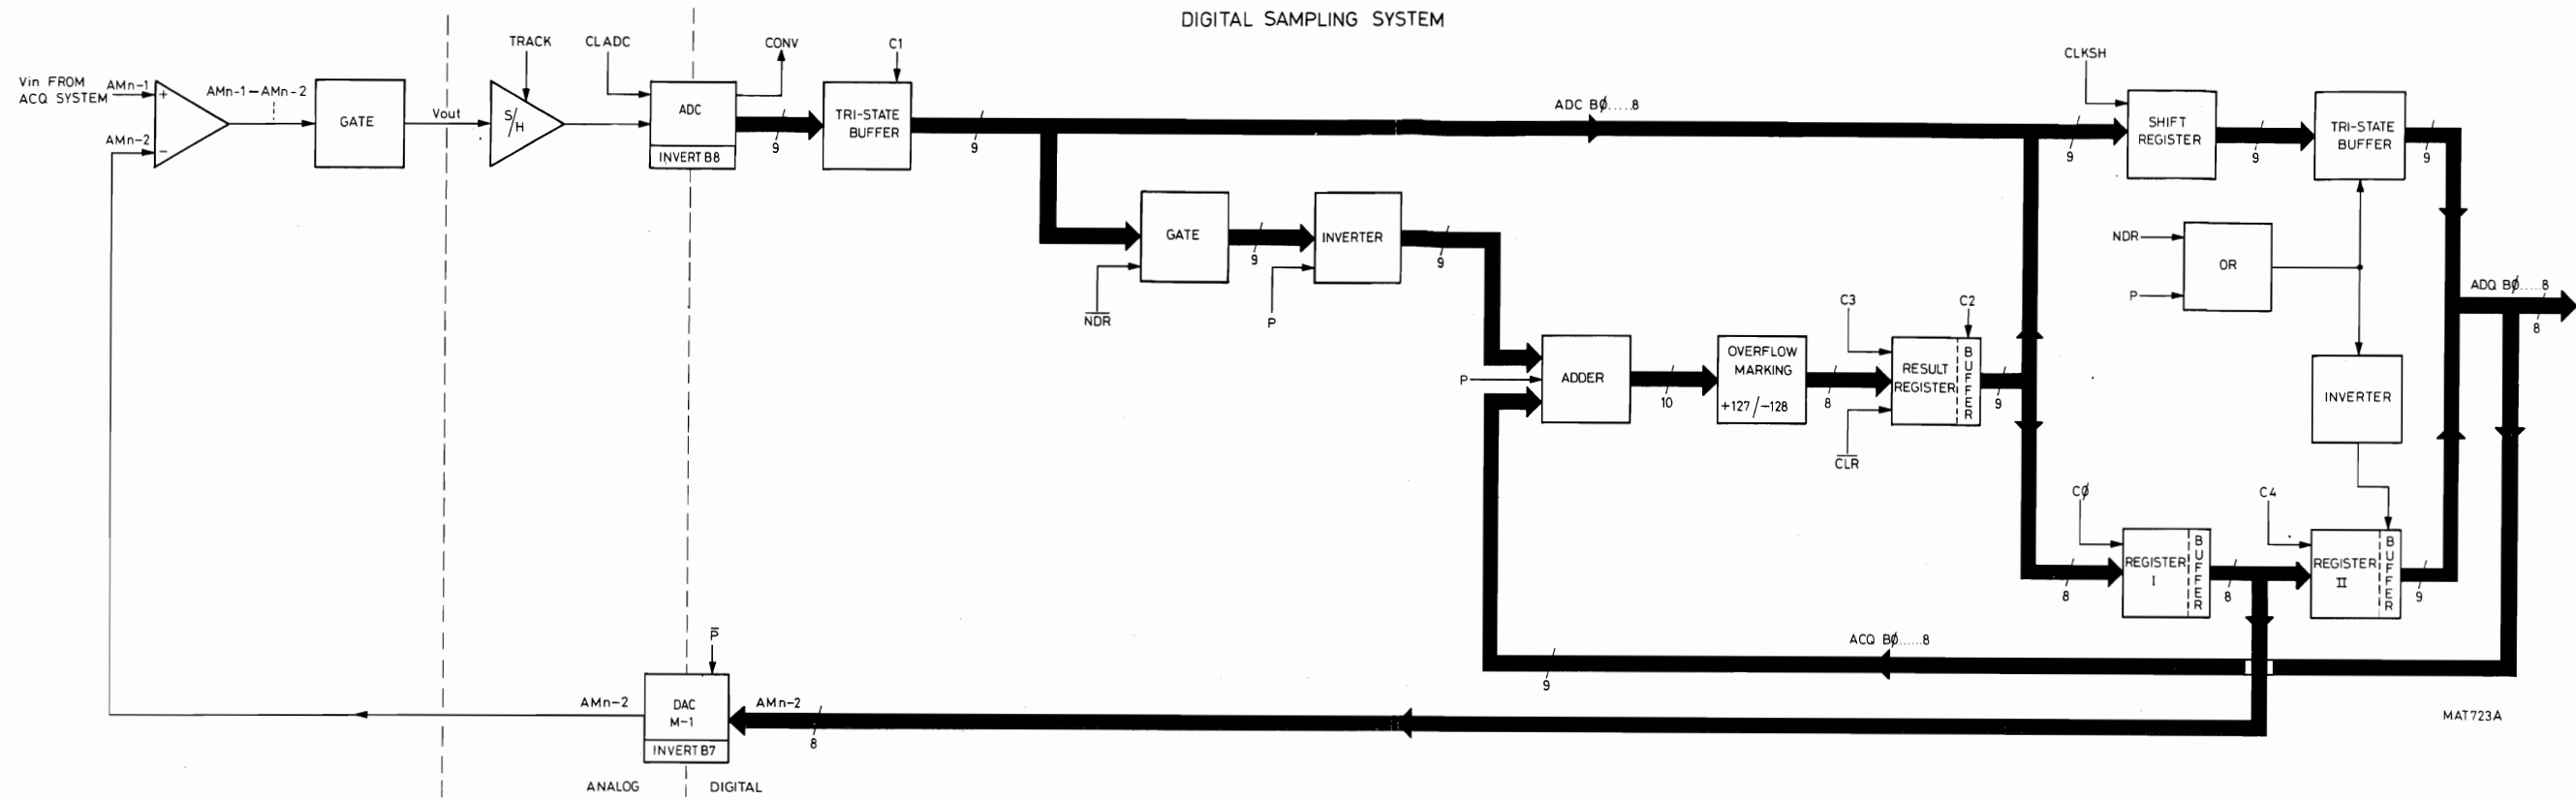 DIGITAL SAMPLING SYSTEM
Vin FROM
ACQ SYSTEM
AMn-1
+
AMn-2
−
AMn-1−AMn-2
GATE
Vout
TRACK
S/H
CLADC
ADC
INVERT B8
CONV
9
C1
TRI-STATE
BUFFER
9
ADC BØ.....8
9
CLKSH
SHIFT
REGISTER
9
TRI-STATE
BUFFER
9
GATE
N̅D̅R̅
9
INVERTER
P
9
NDR
P
OR
ADQ BØ.....8
8
P
ADDER
10
OVERFLOW
MARKING
+127/−128
8
C3
C̅L̅R̅
RESULT
REGISTER
C2
BUFFER
9
INVERTER
8
CØ
REGISTER
I
BUFFER
8
C4
REGISTER
II
BUFFER
9
ACQ BØ.....8
9
P̅
AMn-2
DAC
M-1
INVERT B7
AMn-2
8
MAT723A
ANALOG
DIGITAL